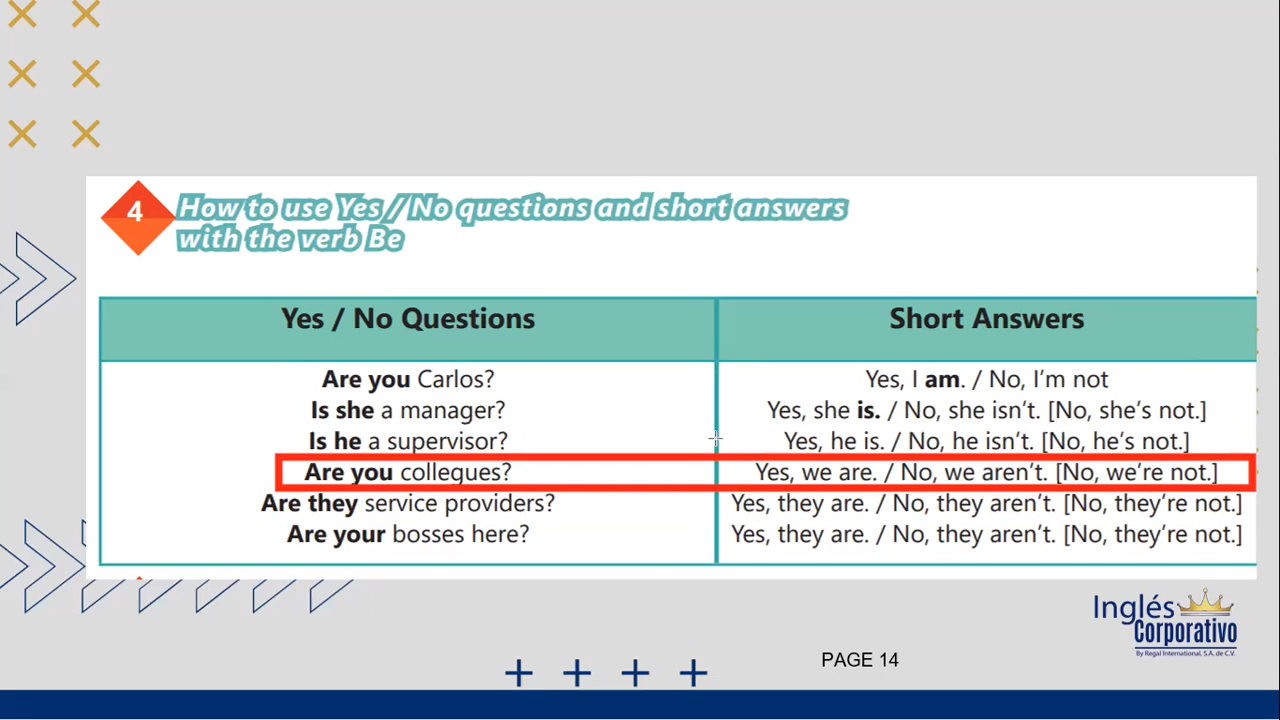 4
How to use Yes / No questions and short answers
with the verb Be
Yes / No Questions
Short Answers
Are you Carlos?
Yes, I am. / No, I'm not
Is she a manager?
Yes, she is. / No, she isn't. [No, she's not.]
Is he a supervisor?
Yes, he is. / No, he isn't. [No, he's not.]
Are you collegues?
Yes, we are. / No, we aren't. [No, we're not.]
Are they service providers?
Yes, they are. / No, they aren't. [No, they're not.]
Are your bosses here?
Yes, they are. / No, they aren't. [No, they're not.]
Inglés
Corporativo
By Regal International, S.A. de C.V.
PAGE 14